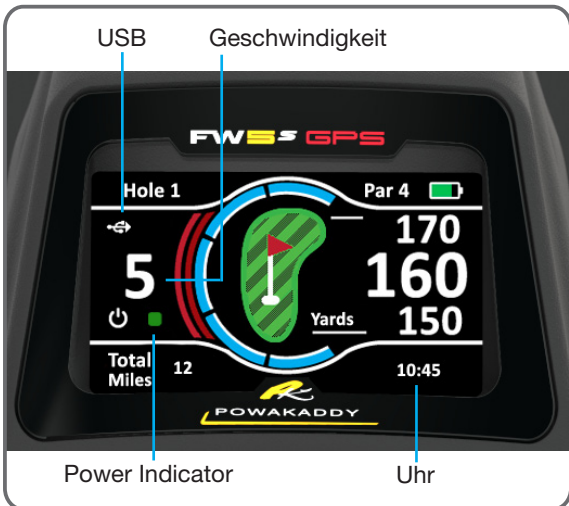 USB
Geschwindigkeit
FW5s GPS
Hole 1
Par 4
170
5
160
Yards
150
Total
Miles
12
10:45
POWAKADDY
Power Indicator
Uhr